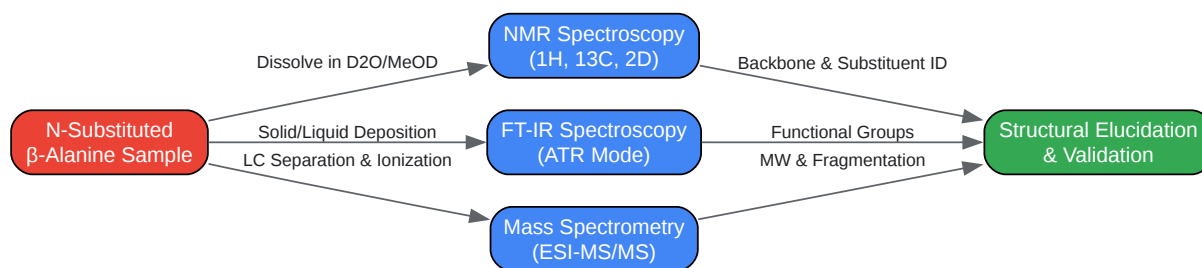 NMR Spectroscopy
(1H, 13C, 2D)
Dissolve in D2O/MeOD
Backbone & Substituent ID
N-Substituted
β-Alanine Sample
Solid/Liquid Deposition
LC Separation & Ionization
FT-IR Spectroscopy
(ATR Mode)
Functional Groups
MW & Fragmentation
Structural Elucidation
& Validation
Mass Spectrometry
(ESI-MS/MS)